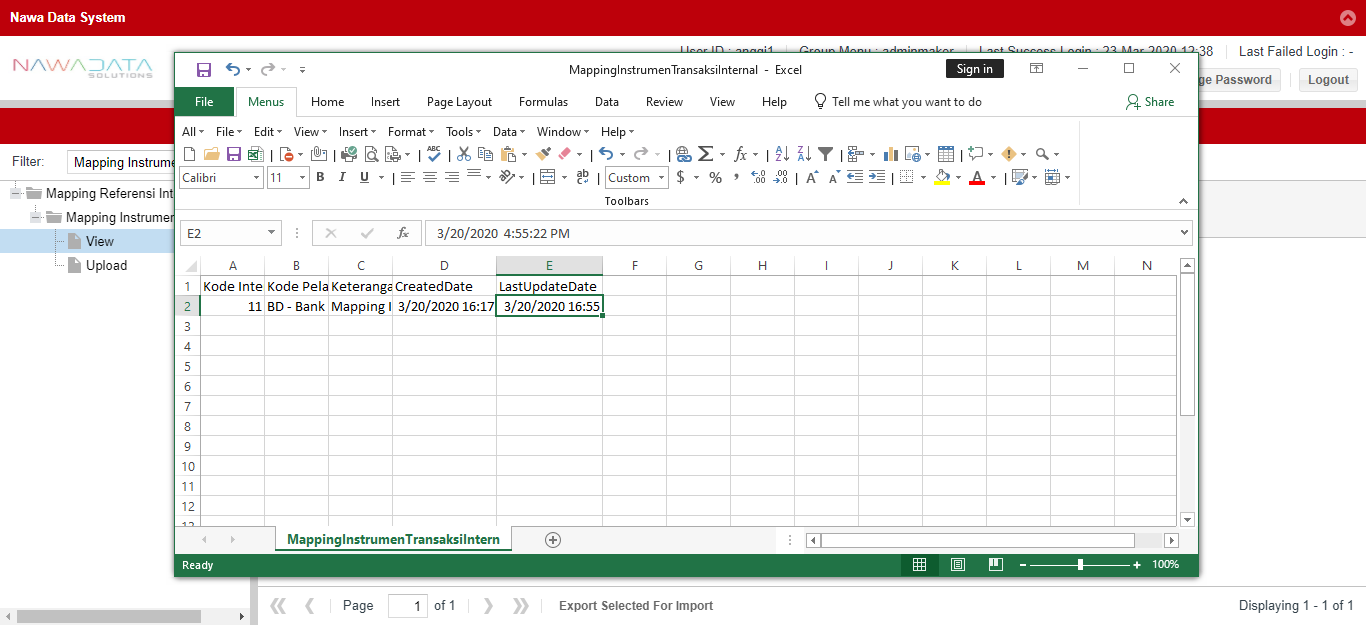 Nawa Data System
NAWADATA
SOLUTIONS
User ID : anggi1 Group Menu : adminmaker Last Success Login : 23 Mar 2020 12:38 Last Failed Login : -
ge Password Logout
MappingInstrumenTransaksiInternal - Excel
Sign in
File Menus Home Insert Page Layout Formulas Data Review View Help Tell me what you want to do Share
All File Edit View Insert Format Tools Data Window Help
Calibri 11 B I U Custom $ %
Toolbars
Filter: Mapping Instrume
Mapping Referensi Int
Mapping Instrumen
View
Upload
E2 fx 3/20/2020 4:55:22 PM
A B C D E F G H I J K L M N
1 Kode Inte Kode Pela Keteranga CreatedDate LastUpdateDate
2 11 BD - Bank Mapping I 3/20/2020 16:17 3/20/2020 16:55
3
4
5
6
7
8
9
10
11
12
13
MappingInstrumenTransaksiIntern
Ready 100%
Page 1 of 1 Export Selected For Import Displaying 1 - 1 of 1